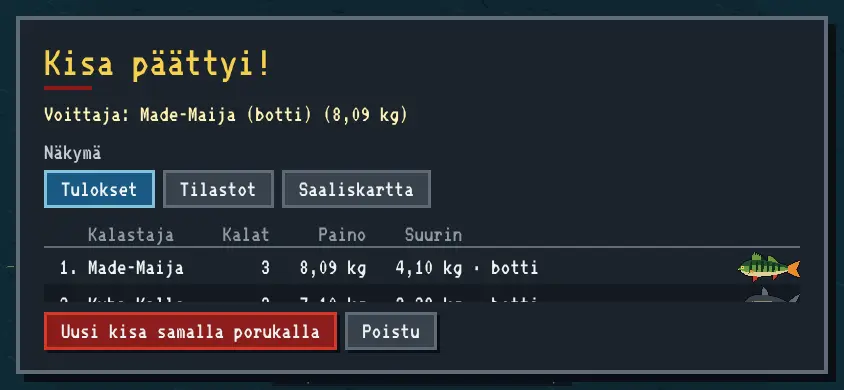 Kisa päättyi!
Voittaja: Made-Maija (botti) (8,09 kg)
Näkymä
Tulokset Tilastot Saaliskartta
Kalastaja Kalat Paino Suurin
1. Made-Maija 3 8,09 kg 4,10 kg · botti
Uusi kisa samalla porukalla Poistu